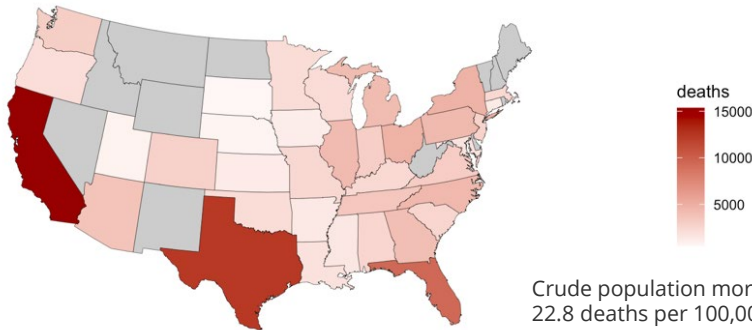 deaths
15000
10000
5000
Crude population mor
22.8 deaths per 100,00